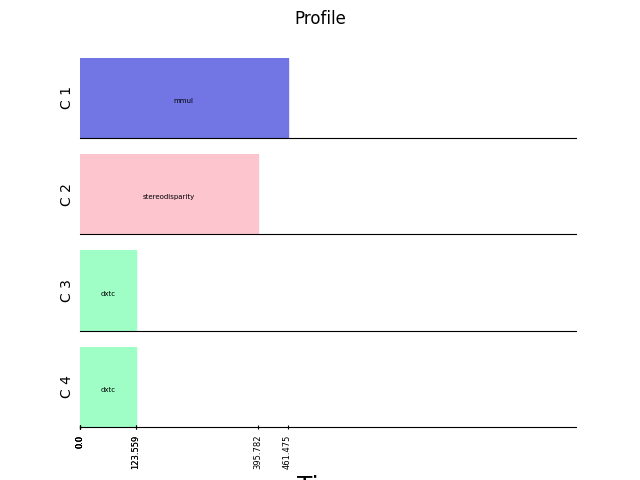 Profile
C 1
mmul
C 2
stereodisparity
C 3
dxtc
C 4
dxtc
0.0
123.559
395.782
461.475